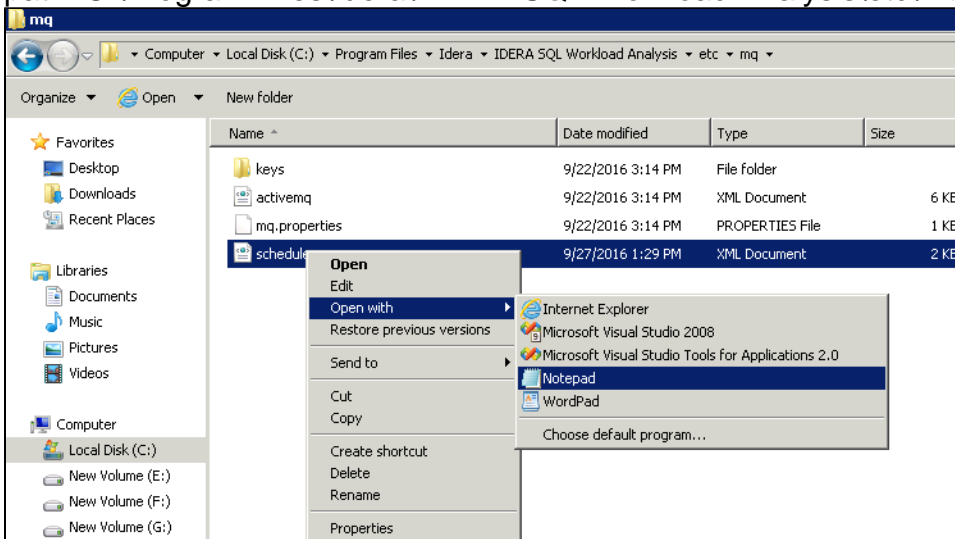 mq
Computer ▾ Local Disk (C:) ▾ Program Files ▾ Idera ▾ IDERA SQL Workload Analysis ▾ etc ▾ mq ▾
Organize ▾ Open ▾ New folder
Name Date modified Type Size
Favorites
Desktop
Downloads
Recent Places
Libraries
Documents
Music
Pictures
Videos
Computer
Local Disk (C:)
New Volume (E:)
New Volume (F:)
New Volume (G:)
keys 9/22/2016 3:14 PM File folder
activemq 9/22/2016 3:14 PM XML Document 6 KB
mq.properties 9/22/2016 3:14 PM PROPERTIES File 1 KB
schedule 9/27/2016 1:29 PM XML Document 2 KB
Open
Edit
Open with
Restore previous versions
Send to
Cut
Copy
Create shortcut
Delete
Rename
Properties
Internet Explorer
Microsoft Visual Studio 2008
Microsoft Visual Studio Tools for Applications 2.0
Notepad
WordPad
Choose default program...